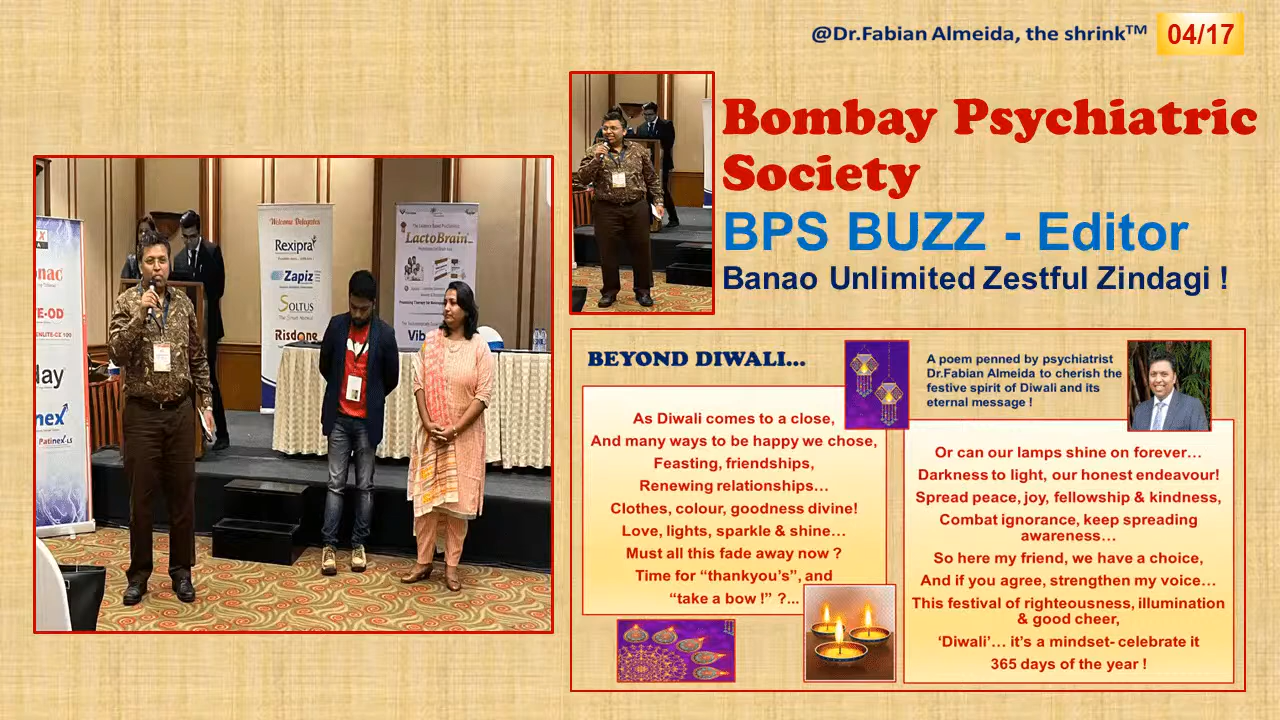 @Dr.Fabian Almeida, the shrink™
04/17
Bombay Psychiatric
Society
BPS BUZZ - Editor
Banao Unlimited Zestful Zindagi !
Welcome Delegates
Rexipra
Zapiz
SOLTUS
Risdone
LactoBrain
Vib
onac
TE-OD
ENLITE-CZ 100
day
inex
Patinex-LS
BEYOND DIWALI...
As Diwali comes to a close,
And many ways to be happy we chose,
Feasting, friendships,
Renewing relationships…
Clothes, colour, goodness divine!
Love, lights, sparkle & shine…
Must all this fade away now ?
Time for “thankyou’s”, and
“take a bow !” ?...
A poem penned by psychiatrist
Dr.Fabian Almeida to cherish the
festive spirit of Diwali and its
eternal message !
Or can our lamps shine on forever…
Darkness to light, our honest endeavour!
Spread peace, joy, fellowship & kindness,
Combat ignorance, keep spreading
awareness…
So here my friend, we have a choice,
And if you agree, strengthen my voice…
This festival of righteousness, illumination
& good cheer,
‘Diwali’… it’s a mindset- celebrate it
365 days of the year !